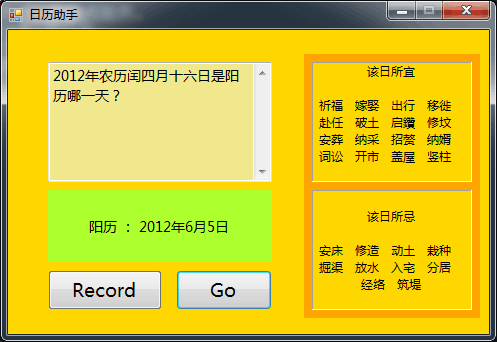 日历助手
2012年农历闰四月十六日是阳
历哪一天？
阳历 ： 2012年6月5日
Record
Go
该日所宜
祈福 嫁娶 出行 移徙
赴任 破土 启鑽 修坟
安葬 纳采 招赘 纳婿
词讼 开市 盖屋 竖柱
该日所忌
安床 修造 动土 栽种
掘渠 放水 入宅 分居
经络 筑堤